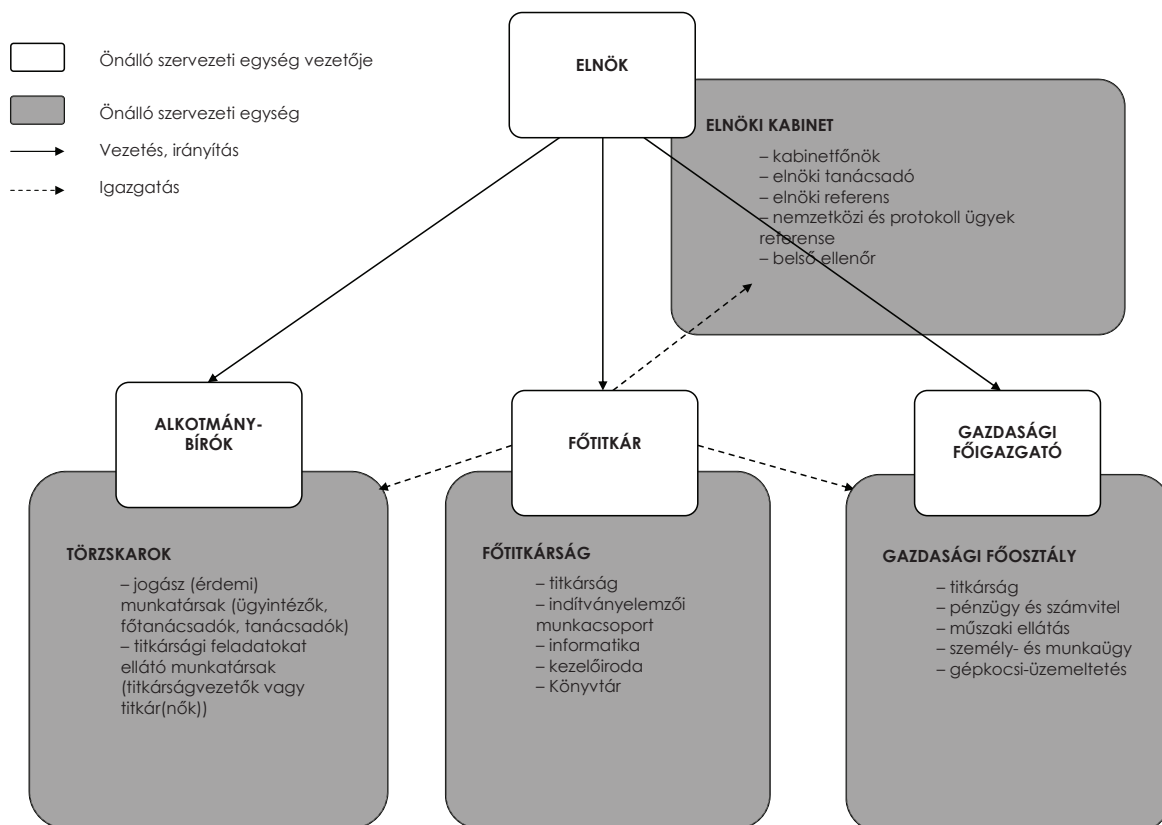 Önálló szervezeti egység vezetője
Önálló szervezeti egység
Vezetés, irányítás
Igazgatás
ELNÖK
ELNÖKI KABINET
– kabinetfőnök
– elnöki tanácsadó
– elnöki referens
– nemzetközi és protokoll ügyek
referense
– belső ellenőr
ALKOTMÁNY-
BÍRÓK
TÖRZSKAROK
– jogász (érdemi)
munkatársak (ügyintézők,
főtanácsadók, tanácsadók)
– titkársági feladatokat
ellátó munkatársak
(titkárságvezetők vagy
titkár(nők))
FŐTITKÁR
FŐTITKÁRSÁG
– titkárság
– indítványelemzői
munkacsoport
– informatika
– kezelőiroda
– Könyvtár
GAZDASÁGI
FŐIGAZGATÓ
GAZDASÁGI FŐOSZTÁLY
– titkárság
– pénzügy és számvitel
– műszaki ellátás
– személy- és munkaügy
– gépkocsi-üzemeltetés